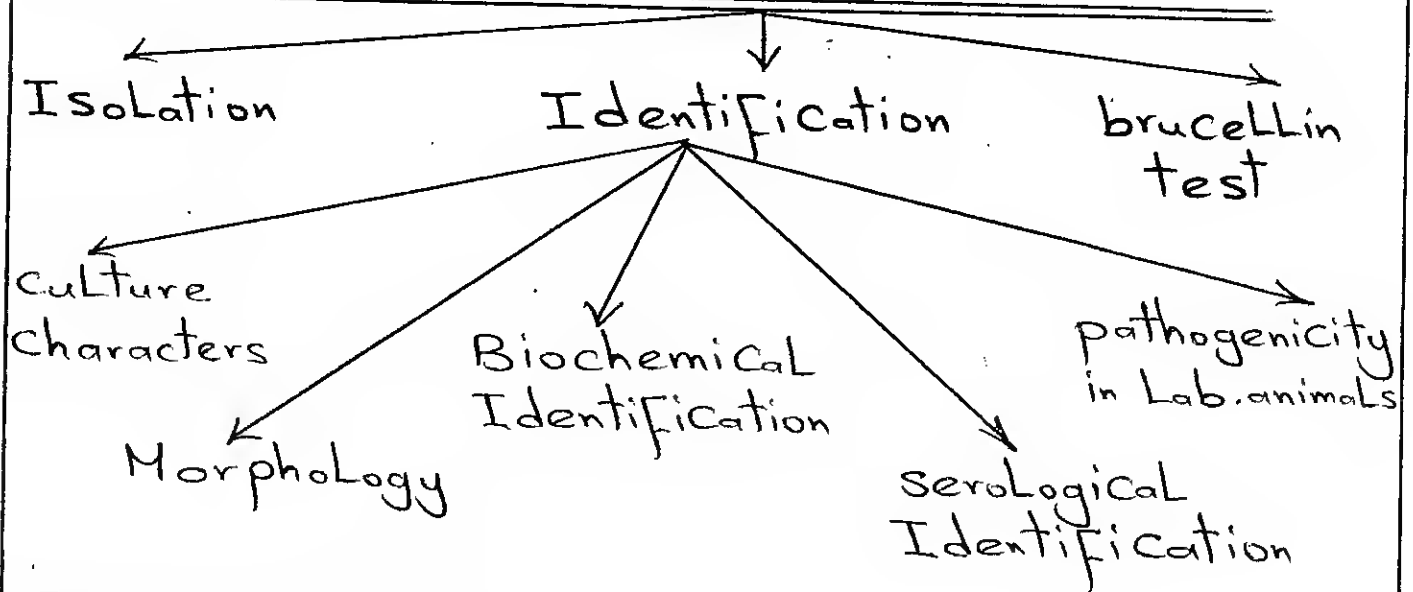 Isolation
Identification
brucellin
test
culture
characters
Biochemical
Identification
pathogenicity
in Lab.animals
Morphology
serological
Identification